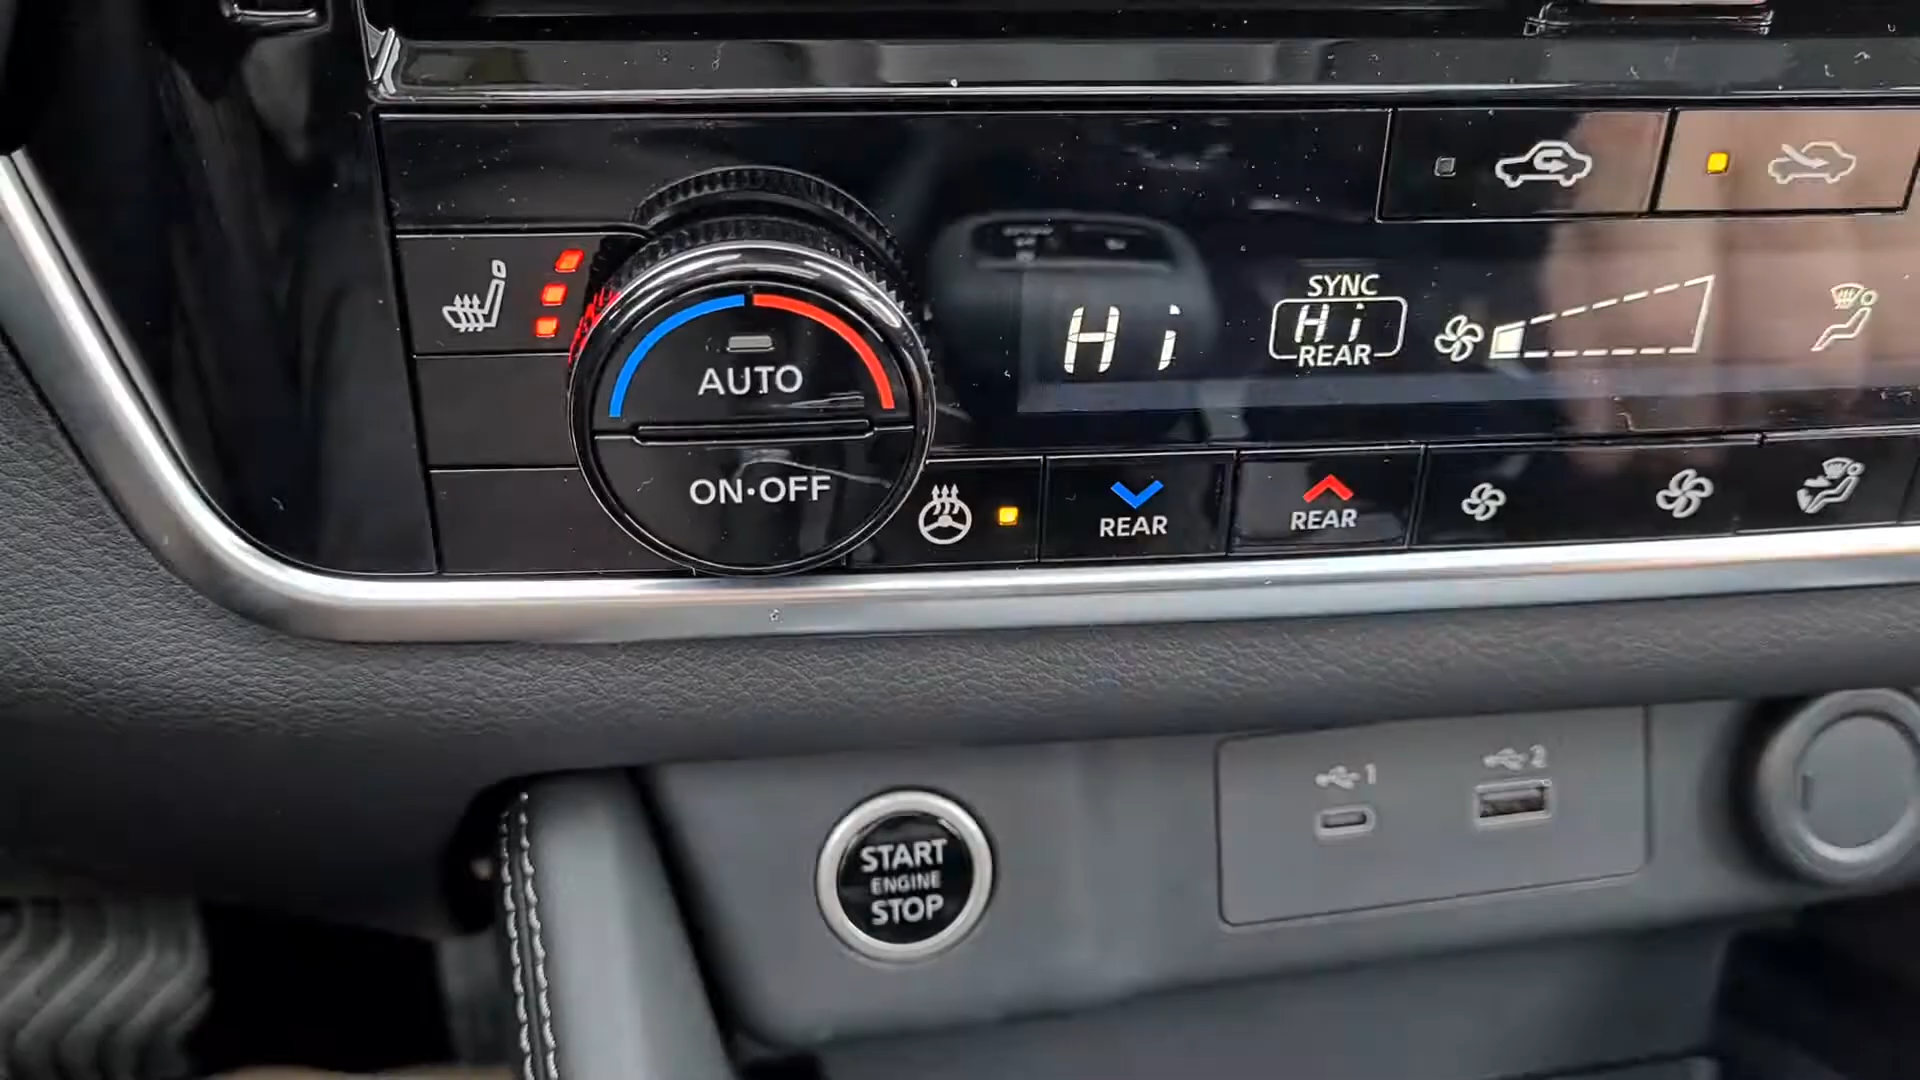 SYNC
Hi
Hi
REAR
AUTO
ON•OFF
REAR
REAR
1
2
START
ENGINE
STOP